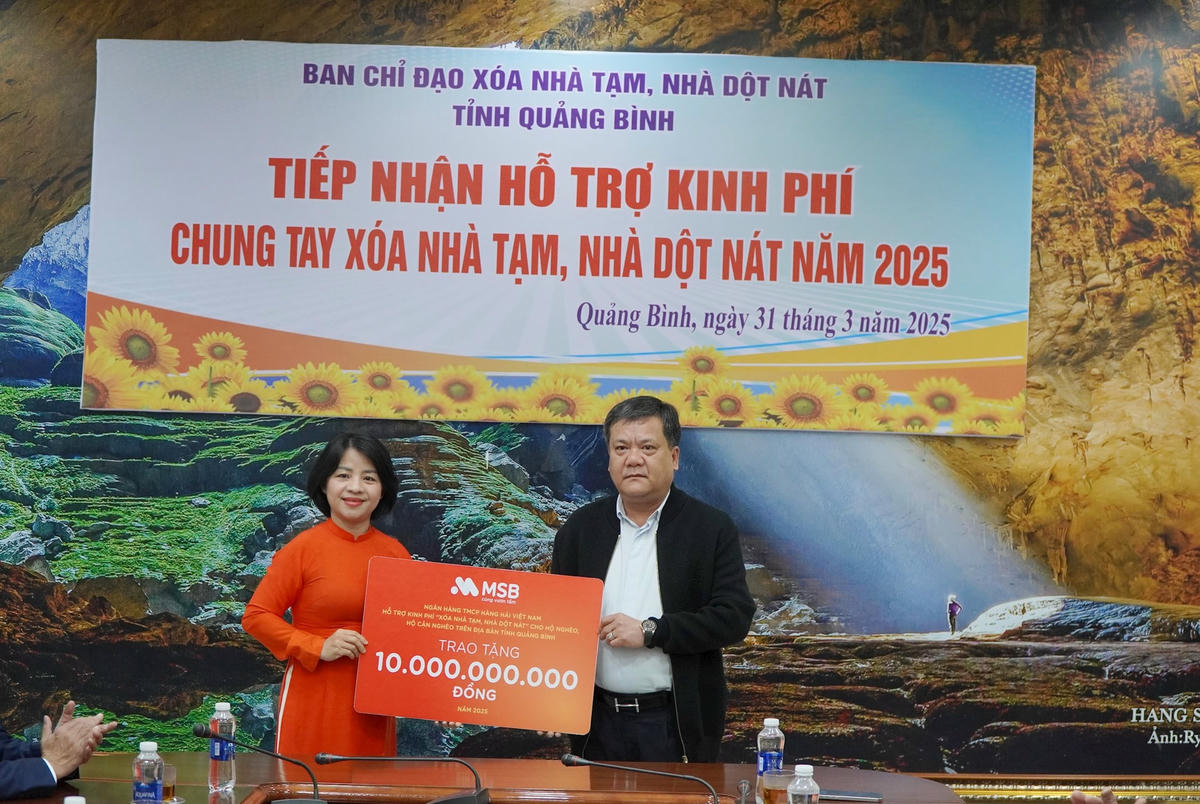 BAN CHỈ ĐẠO XÓA NHÀ TẠM, NHÀ DỘT NÁT
TỈNH QUẢNG BÌNH
TIẾP NHẬN HỖ TRỢ KINH PHÍ
CHUNG TAY XÓA NHÀ TẠM, NHÀ DỘT NÁT NĂM 2025
Quảng Bình, ngày 31 tháng 3 năm 2025
MSB
cùng vươn tầm
NGÂN HÀNG TMCP HÀNG HẢI VIỆT NAM
HỖ TRỢ KINH PHÍ "XÓA NHÀ TẠM, NHÀ DỘT NÁT" CHO HỘ NGHÈO,
HỘ CẬN NGHÈO TRÊN ĐỊA BÀN TỈNH QUẢNG BÌNH
TRAO TẶNG
10.000.000.000
ĐỒNG
NĂM 2025
HANG S
Ảnh:Ry
AQUAFINA